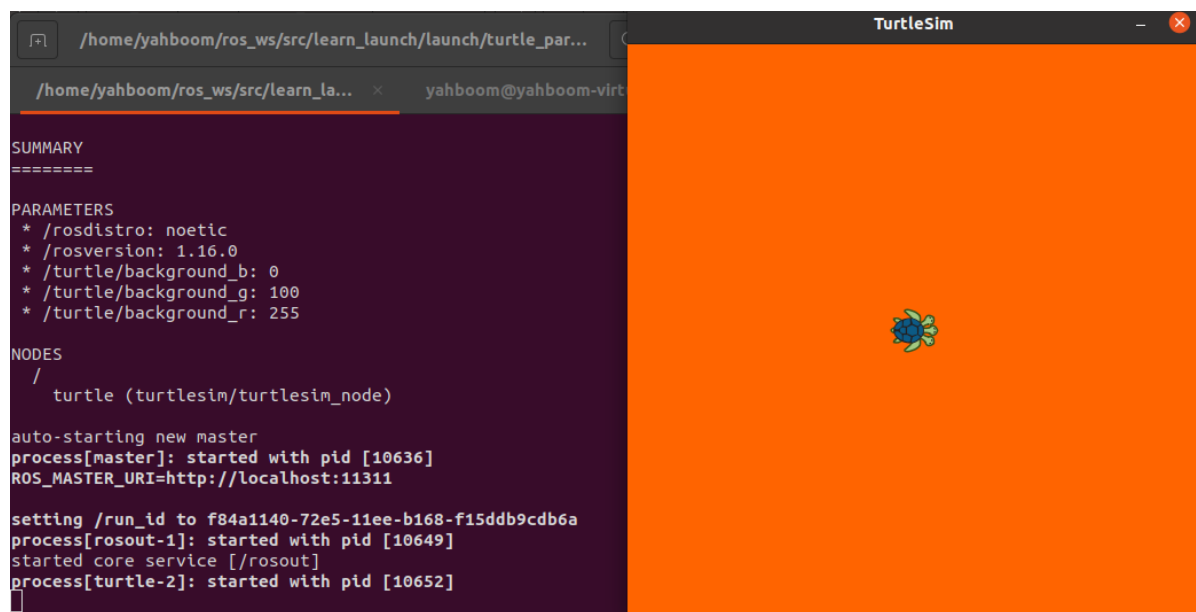 /home/yahboom/ros_ws/src/learn_launch/launch/turtle_par...
TurtleSim
/home/yahboom/ros_ws/src/learn_la... ×
yahboom@yahboom-virt
SUMMARY
========
PARAMETERS
* /rosdistro: noetic
* /rosversion: 1.16.0
* /turtle/background_b: 0
* /turtle/background_g: 100
* /turtle/background_r: 255
NODES
/
turtle (turtlesim/turtlesim_node)
auto-starting new master
process[master]: started with pid [10636]
ROS_MASTER_URI=http://localhost:11311
setting /run_id to f84a1140-72e5-11ee-b168-f15ddb9cdb6a
process[rosout-1]: started with pid [10649]
started core service [/rosout]
process[turtle-2]: started with pid [10652]